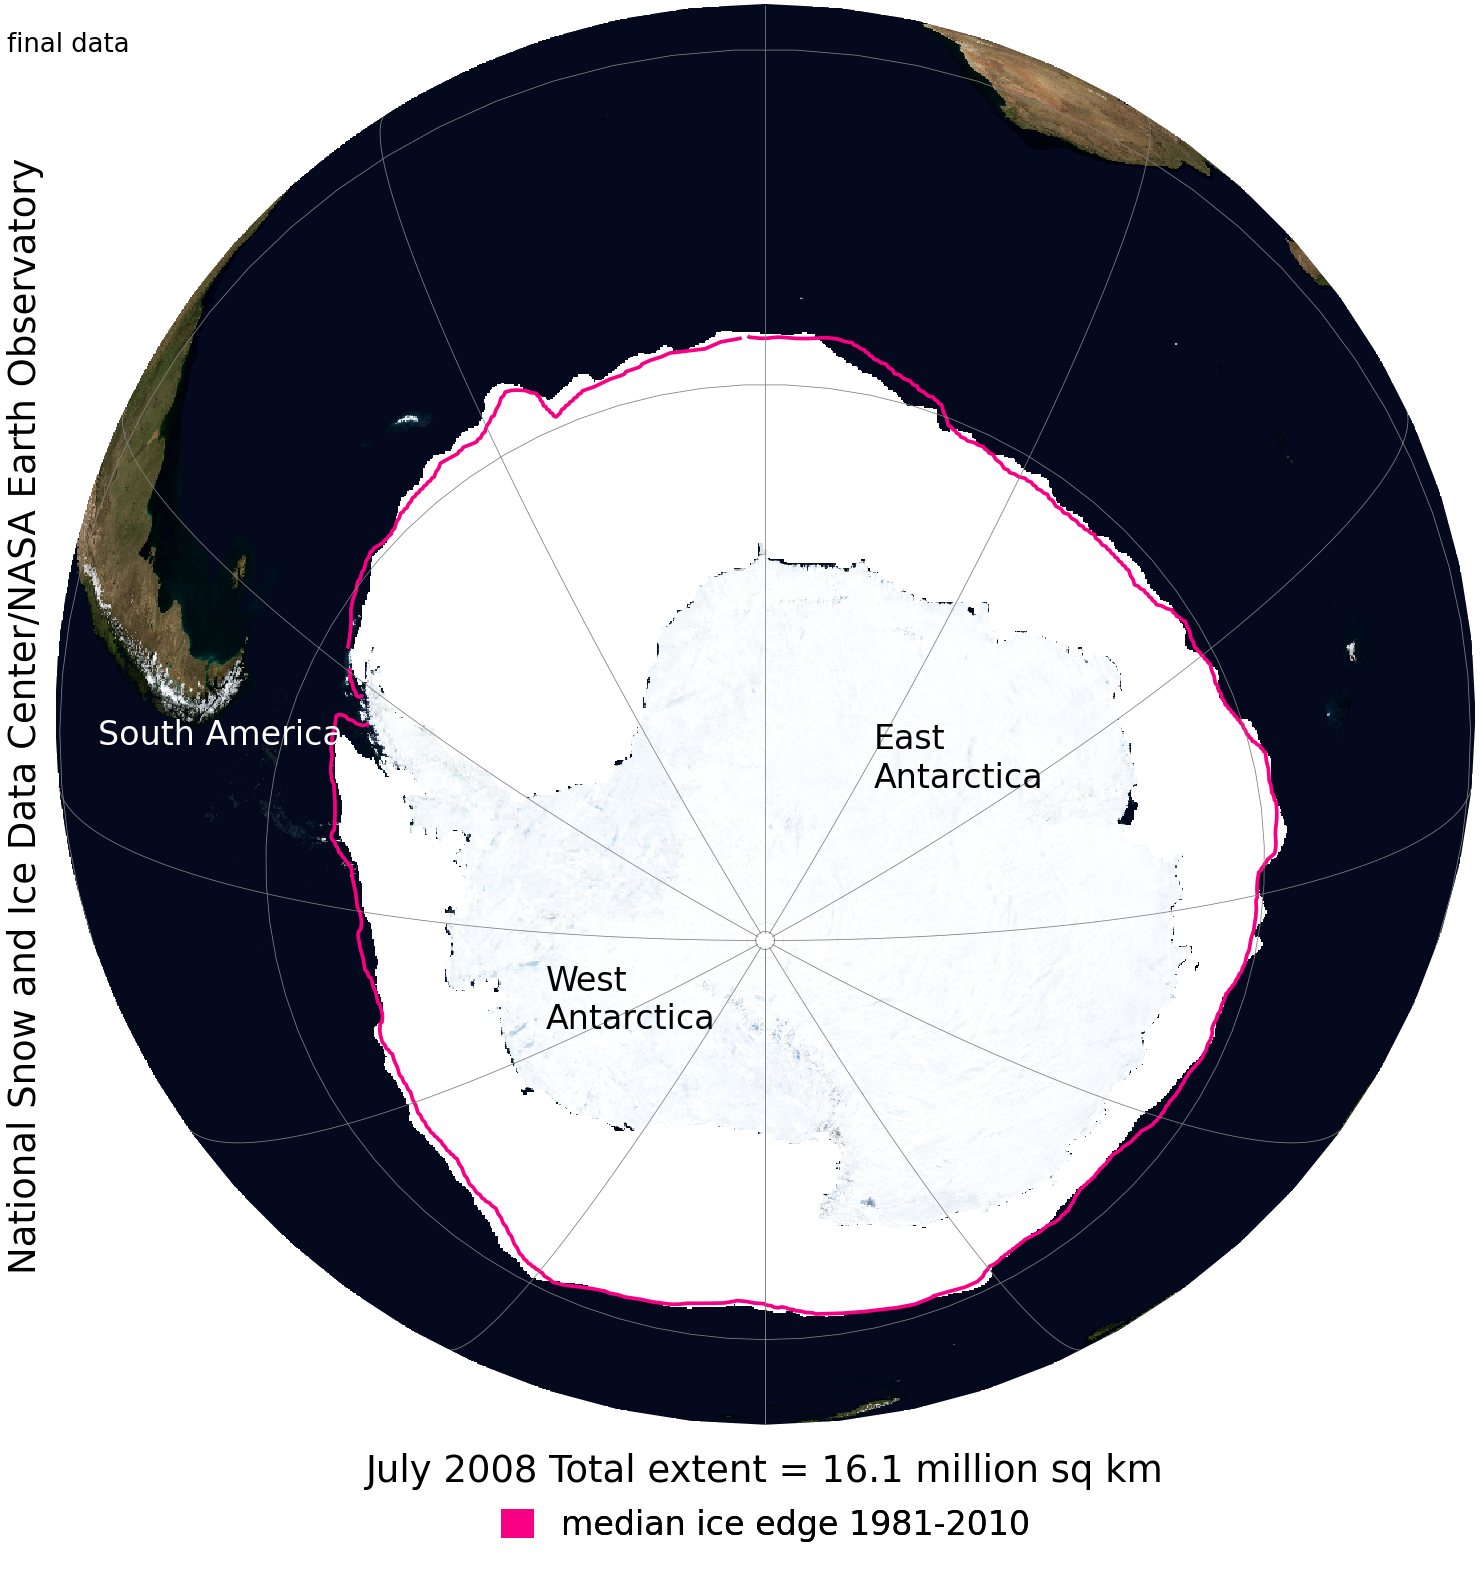 final data
National Snow and Ice Data Center/NASA Earth Observatory
South America
East
Antarctica
West
Antarctica
July 2008 Total extent = 16.1 million sq km
median ice edge 1981-2010